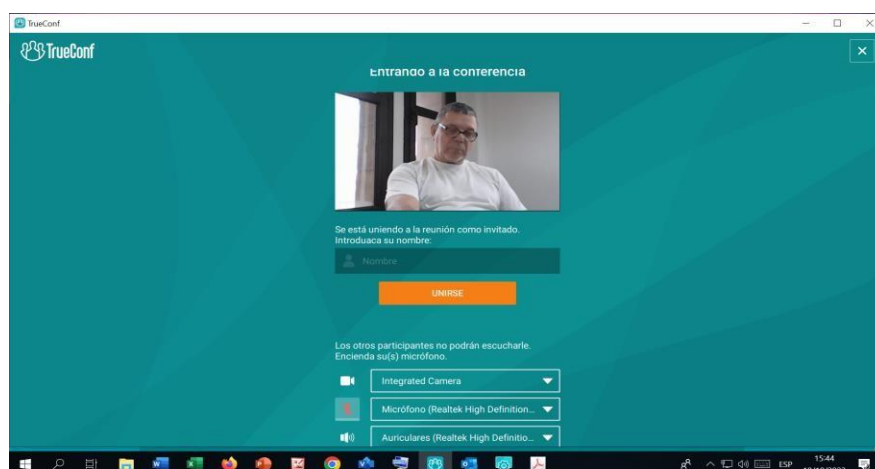 TrueConf
TrueConf
Entrando a la conferencia
Se está uniendo a la reunión como invitado.
Introduaca su nombre:
Nombre
UNIRSE
Los otros participantes no podrán escucharle.
Encienda su(s) micrófono.
Integrated Camera
Micrófono (Realtek High Definition...
Auriculares (Realtek High Definitio...
ESP
15:44